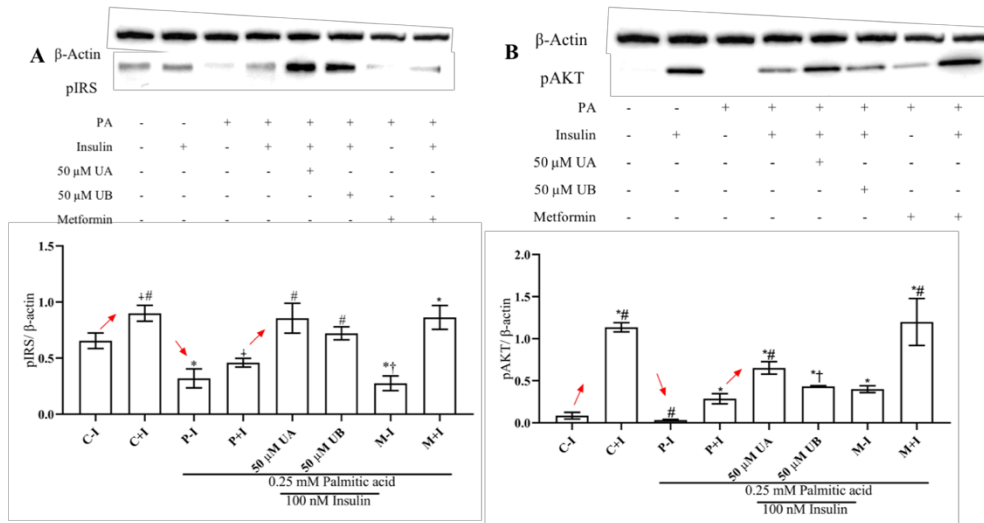 β-Actin
A
pIRS
PA - - + + + + + +
Insulin - + - + + + - +
50 µM UA - - - - + - - -
50 µM UB - - - - - + - -
Metformin - - - - - - + +
pIRS/ β-actin
1.5
1.0
0.5
0.0
+# * + # # *† *
C-I C+I P-I P+I 50 µM UA 50 µM UB M-I M+I
0.25 mM Palmitic acid
100 nM Insulin
β-Actin
B
pAKT
PA - - + + + + + +
Insulin - + - + + + - +
50 µM UA - - - - + - - -
50 µM UB - - - - - + - -
Metformin - - - - - - + +
pAKT/ β-actin
2.0
1.5
1.0
0.5
0.0
*# # * *# *† * *#
C-I C+I P-I P+I 50 µM UA 50 µM UB M-I M+I
0.25 mM Palmitic acid
100 nM Insulin